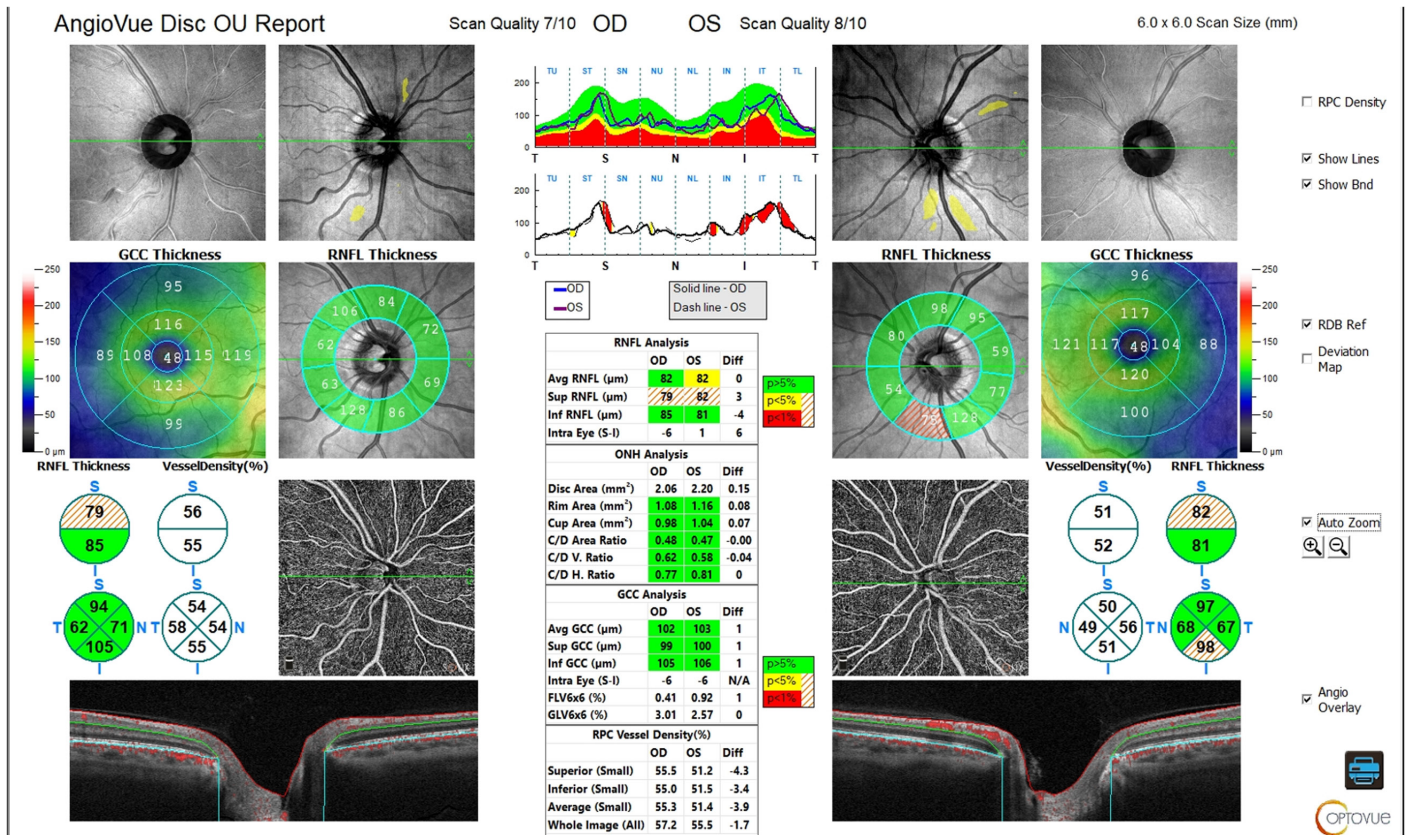 AngioVue Disc OU Report
Scan Quality 7/10 OD OS Scan Quality 8/10
6.0 x 6.0 Scan Size (mm)
TU ST SN NU NL IN IT TL
200
100
0
T S N I T
TU ST SN NU NL IN IT TL
200
100
0
T S N I T
OD
OS
Solid line - OD
Dash line - OS
RPC Density
Show Lines
Show Bnd
RDB Ref
Deviation
Map
Auto Zoom
Angio
Overlay
GCC Thickness
250
200
150
100
50
0 µm
95
116
89 108 48 115 119
123
99
RNFL Thickness
106 84
62 72
63 69
128 86
RNFL Thickness
98 95
80 59
54 77
75 128
GCC Thickness
96
117
121 117 48 104 88
120
100
250
200
150
100
50
0 µm
RNFL Analysis
OD OS Diff
Avg RNFL (µm) 82 82 0
Sup RNFL (µm) 79 82 3
Inf RNFL (µm) 85 81 -4
Intra Eye (S-I) -6 1 6
p>5%
p<5%
p<1%
ONH Analysis
OD OS Diff
Disc Area (mm²) 2.06 2.20 0.15
Rim Area (mm²) 1.08 1.16 0.08
Cup Area (mm²) 0.98 1.04 0.07
C/D Area Ratio 0.48 0.47 -0.00
C/D V. Ratio 0.62 0.58 -0.04
C/D H. Ratio 0.77 0.81 0
GCC Analysis
OD OS Diff
Avg GCC (µm) 102 103 1
Sup GCC (µm) 99 100 1
Inf GCC (µm) 105 106 1
Intra Eye (S-I) -6 -6 N/A
FLV6x6 (%) 0.41 0.92 1
GLV6x6 (%) 3.01 2.57 0
p>5%
p<5%
p<1%
RPC Vessel Density(%)
OD OS Diff
Superior (Small) 55.5 51.2 -4.3
Inferior (Small) 55.0 51.5 -3.4
Average (Small) 55.3 51.4 -3.9
Whole Image (All) 57.2 55.5 -1.7
RNFL Thickness VesselDensity(%)
S S
79 56
85 55
I I
S S
94 54
T 62 71 N T 58 54 N
105 55
I I
VesselDensity(%) RNFL Thickness
S S
51 82
52 81
I I
S S
50 97
N 49 56 T N 68 67 T
51 98
I I
OPTOVUE